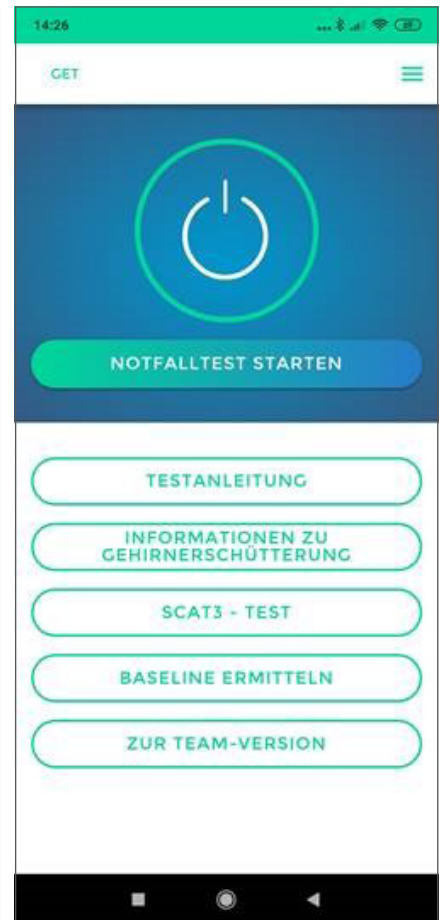 14:26
GET
NOTFALLTEST STARTEN
TESTANLEITUNG
INFORMATIONEN ZU
GEHIRNERSCHÜTTERUNG
SCAT3 - TEST
BASELINE ERMITTELN
ZUR TEAM-VERSION